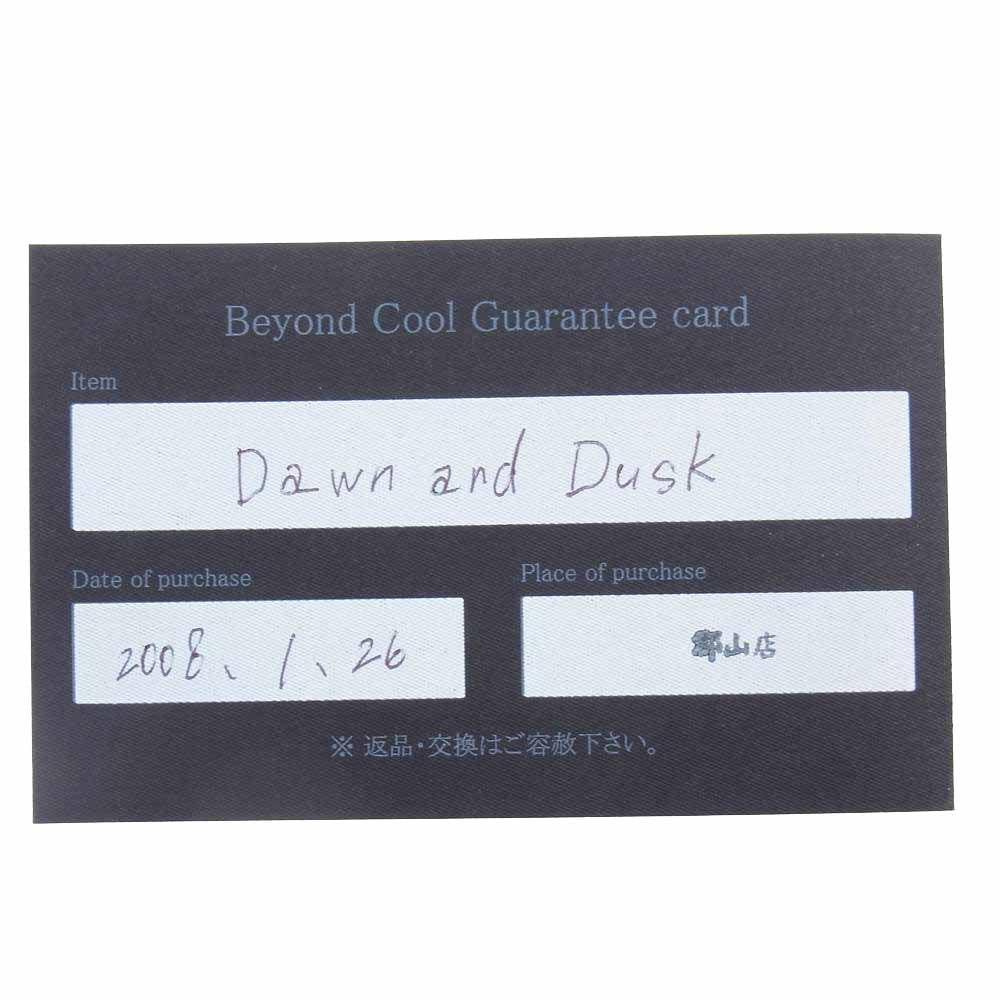 Beyond Cool Guarantee card
Item
Dawn and Dusk
Date of purchase
Place of purchase
2008、1、26
郡山店
※ 返品・交換はご容赦下さい。